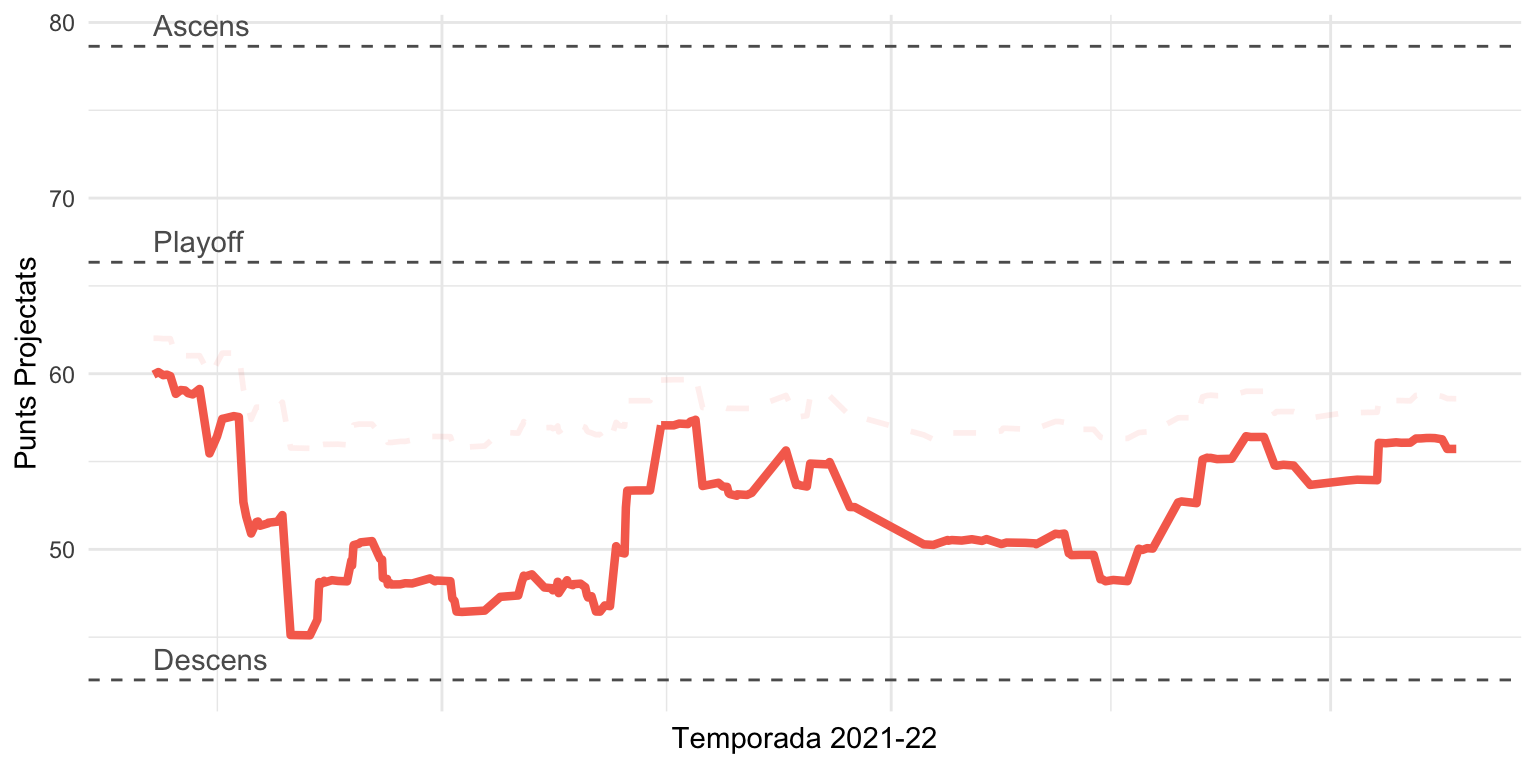 80
Ascens
70
Playoff
Punts Projectats
60
50
Descens
Temporada 2021-22